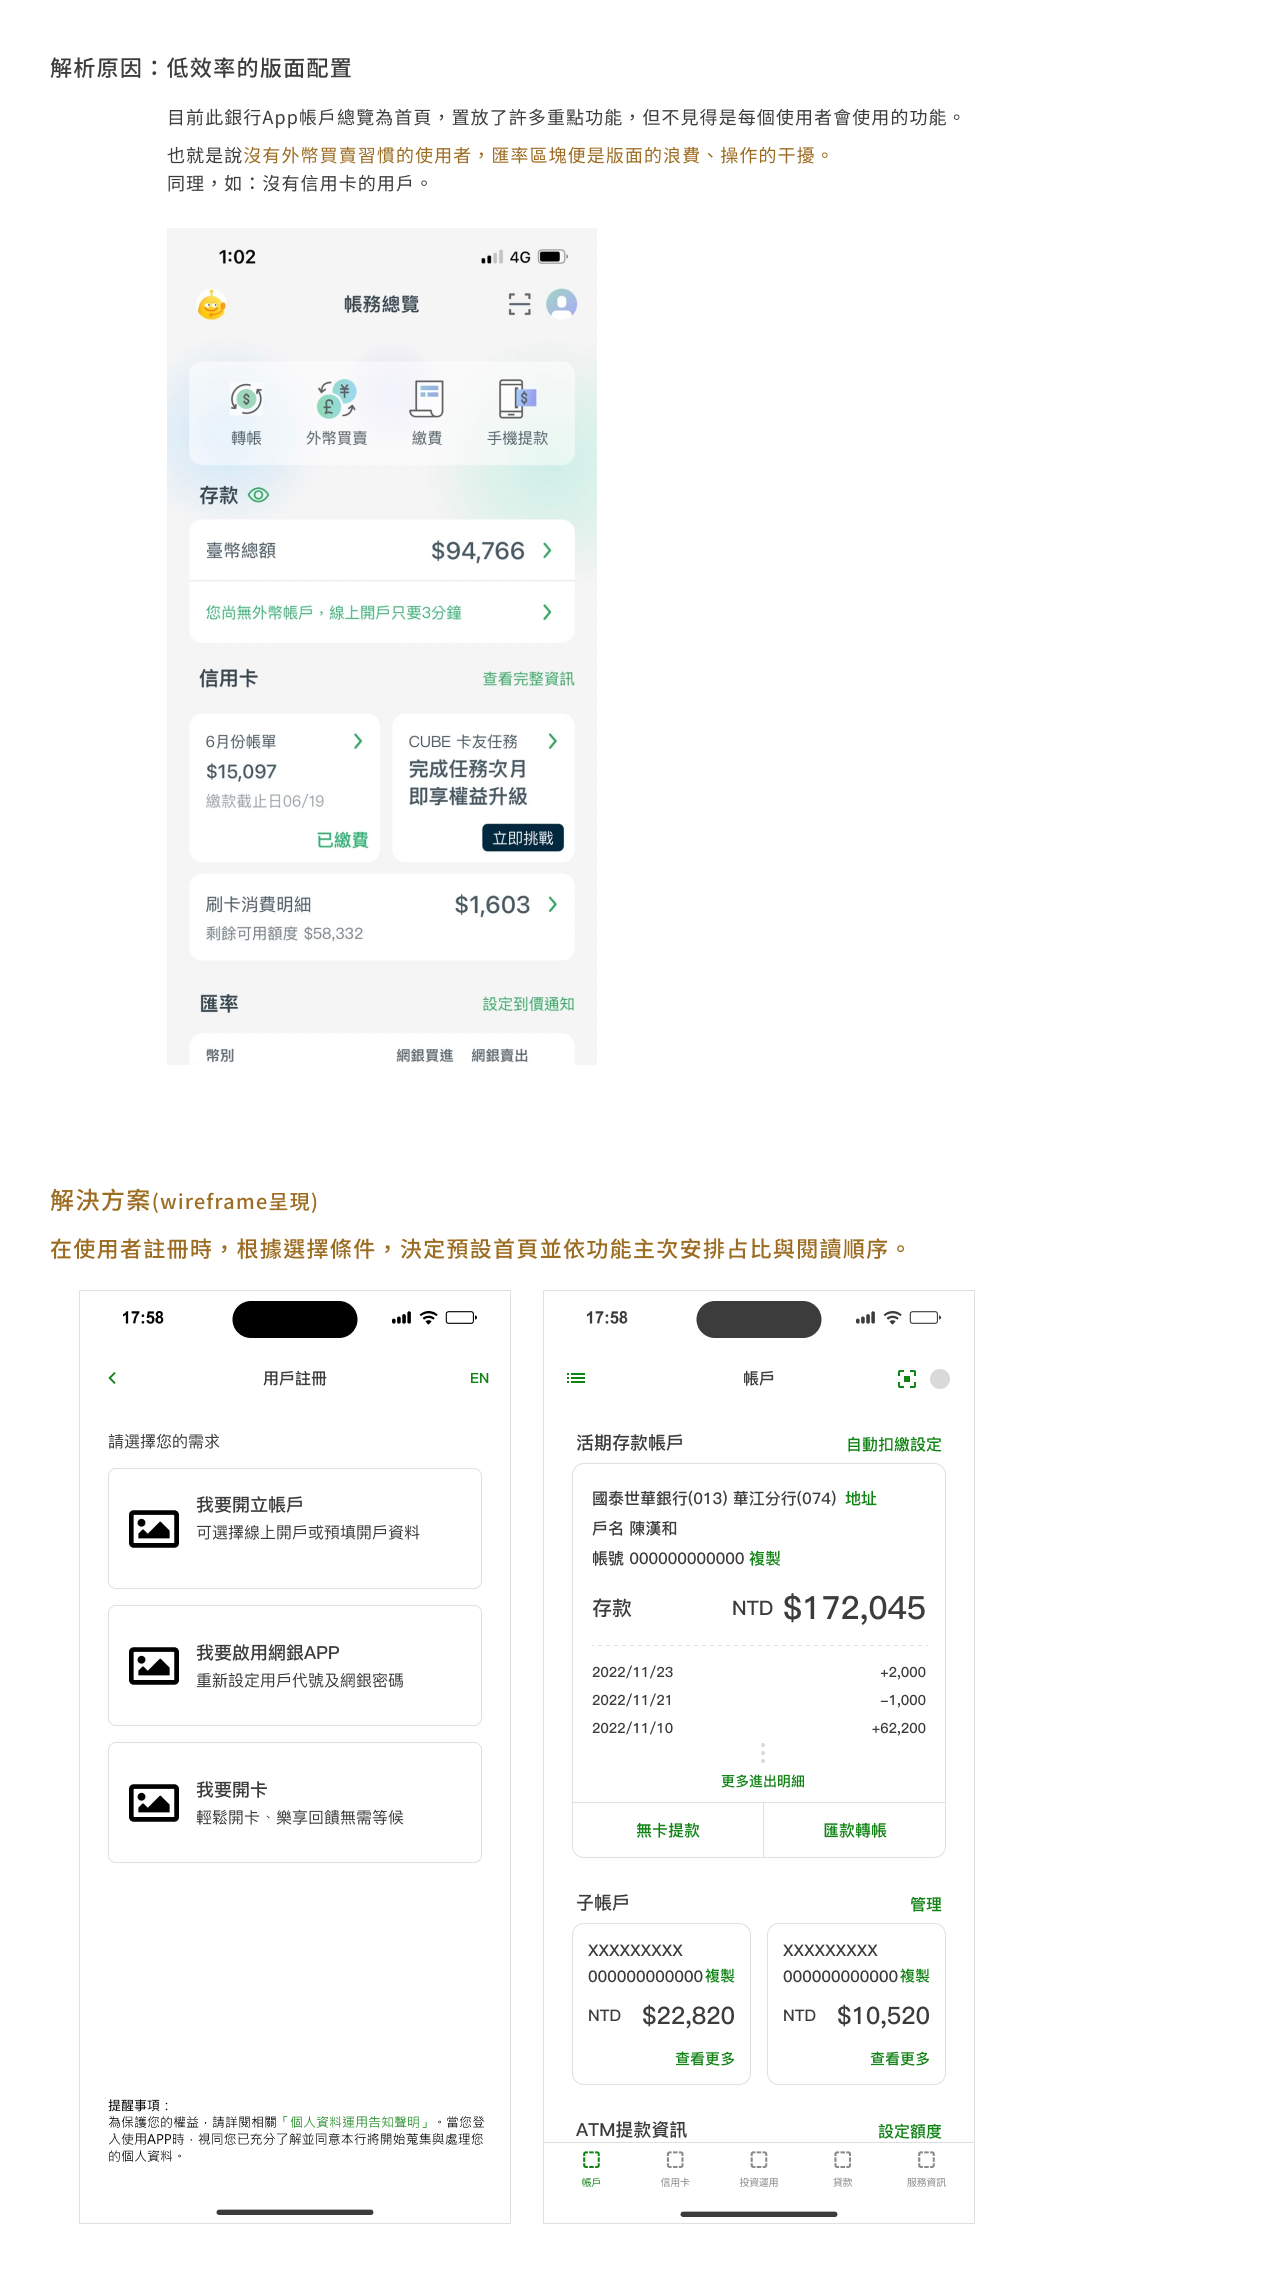 解析原因：低效率的版面配置
目前此銀行App帳戶總覽為首頁，置放了許多重點功能，但不見得是每個使用者會使用的功能。
也就是說沒有外幣買賣習慣的使用者，匯率區塊便是版面的浪費、操作的干擾。
同理，如：沒有信用卡的用戶。
1:02
4G
帳務總覽
轉帳 外幣買賣 繳費 手機提款
存款
臺幣總額 $94,766
您尚無外幣帳戶，線上開戶只要3分鐘
信用卡 查看完整資訊
6月份帳單
$15,097
繳款截止日06/19
已繳費
CUBE 卡友任務
完成任務次月
即享權益升級
立即挑戰
刷卡消費明細 $1,603
剩餘可用額度 $58,332
匯率 設定到價通知
幣別 網銀買進 網銀賣出
解決方案(wireframe呈現)
在使用者註冊時，根據選擇條件，決定預設首頁並依功能主次安排占比與閱讀順序。
17:58
用戶註冊 EN
請選擇您的需求
我要開立帳戶
可選擇線上開戶或預填開戶資料
我要啟用網銀APP
重新設定用戶代號及網銀密碼
我要開卡
輕鬆開卡、樂享回饋無需等候
提醒事項：
為保護您的權益，請詳閱相關「個人資料運用告知聲明」。當您登
入使用APP時，視同您已充分了解並同意本行將開始蒐集與處理您
的個人資料。
17:58
帳戶
活期存款帳戶 自動扣繳設定
國泰世華銀行(013) 華江分行(074) 地址
戶名 陳漢和
帳號 000000000000 複製
存款 NTD $172,045
2022/11/23 +2,000
2022/11/21 −1,000
2022/11/10 +62,200
更多進出明細
無卡提款 匯款轉帳
子帳戶 管理
XXXXXXXXX
000000000000 複製
NTD $22,820
查看更多
XXXXXXXXX
000000000000 複製
NTD $10,520
查看更多
ATM提款資訊 設定額度
帳戶 信用卡 投資運用 貸款 服務資訊